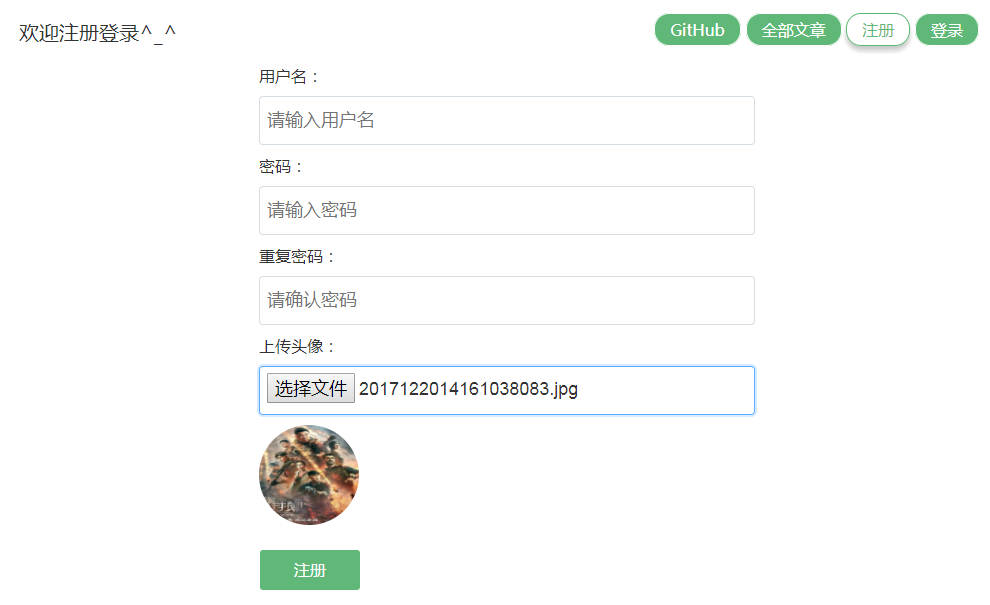 欢迎注册登录^_^
GitHub 全部文章 注册 登录
用户名：
请输入用户名
密码：
请输入密码
重复密码：
请确认密码
上传头像：
选择文件 2017122014161038083.jpg
注册